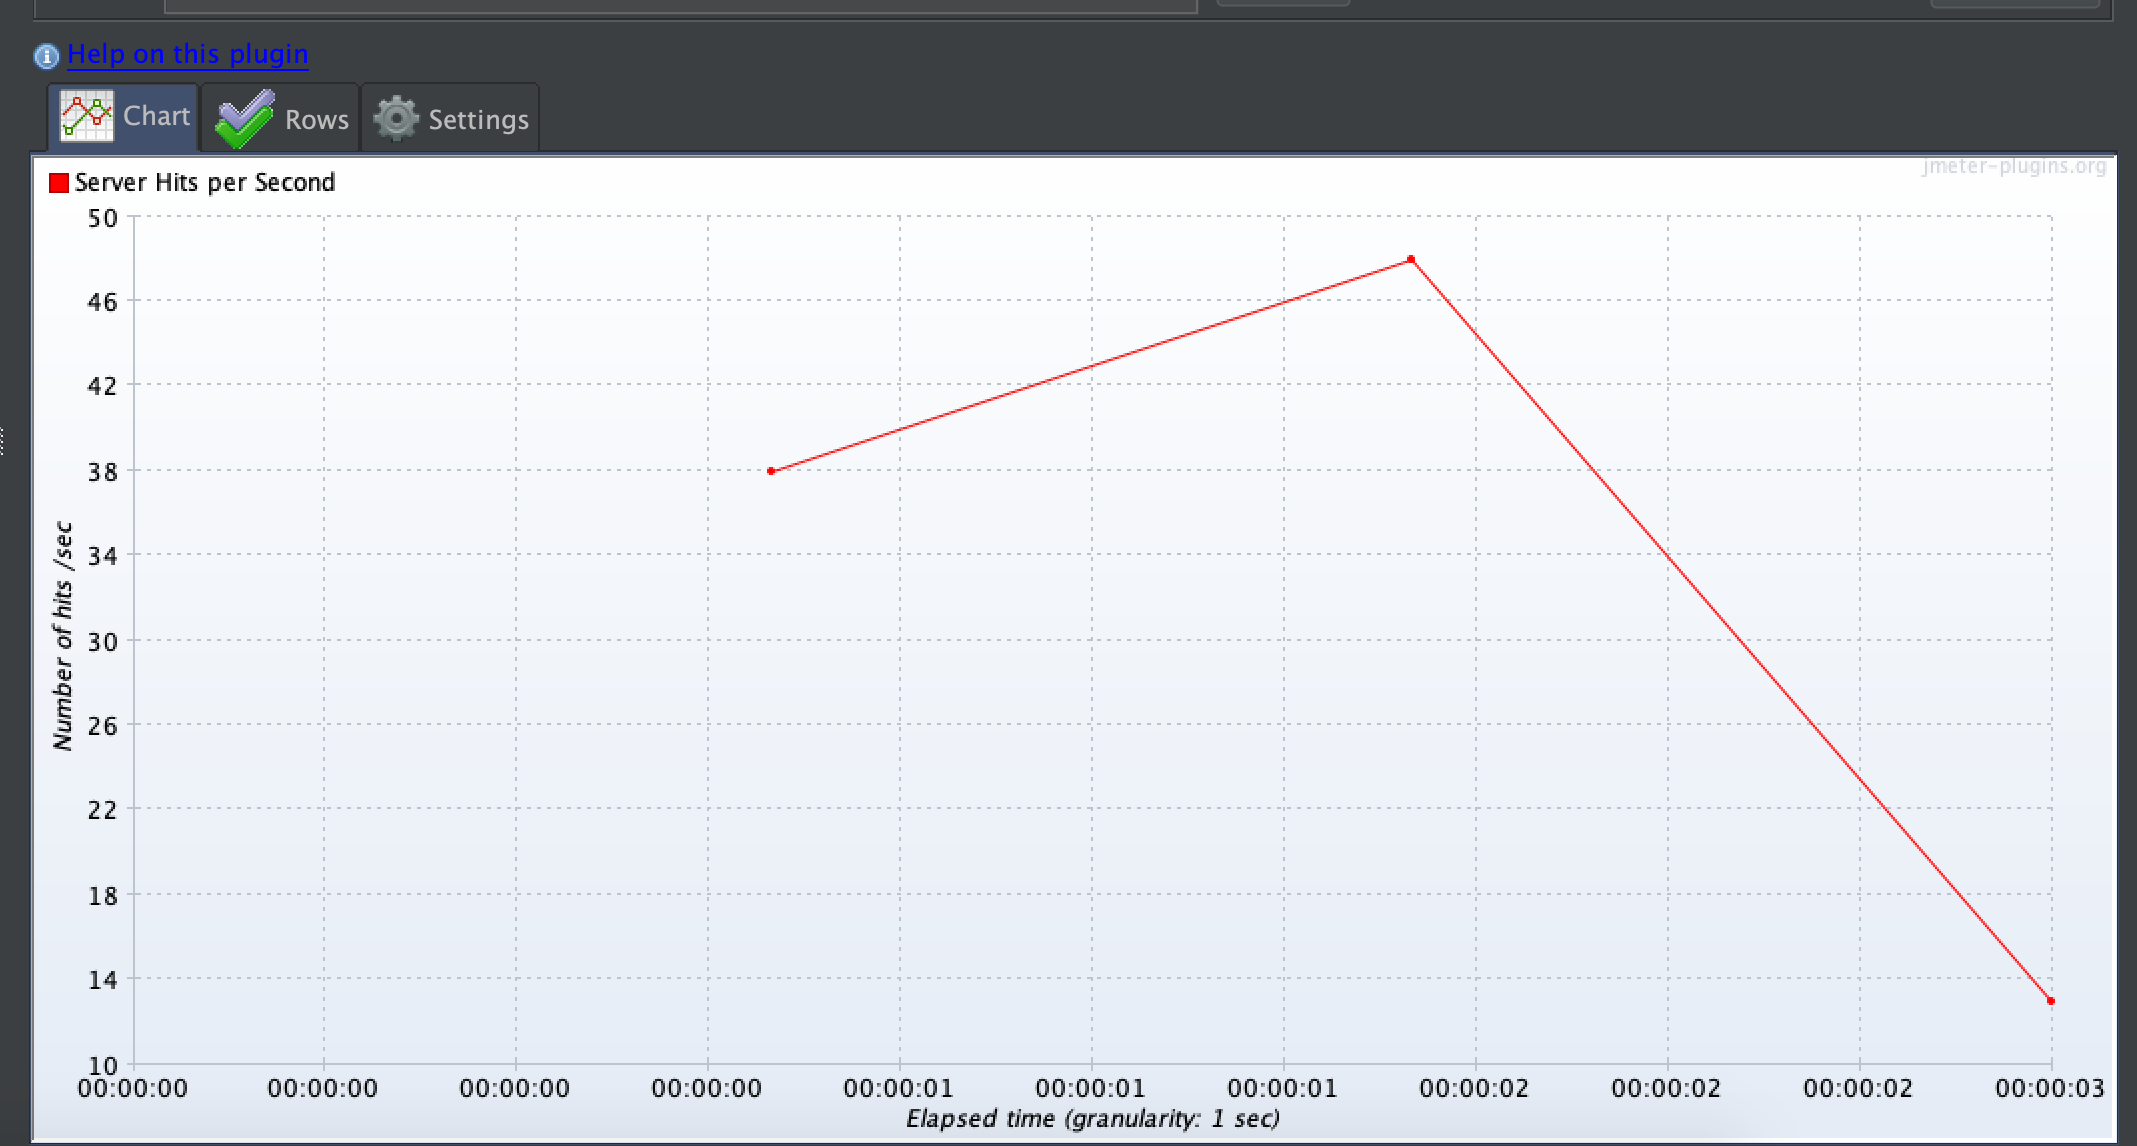 Help on this plugin
Chart Rows Settings
jmeter-plugins.org
Server Hits per Second
50
46
42
38
34
30
26
22
18
14
10
Number of hits /sec
00:00:00 00:00:00 00:00:00 00:00:00 00:00:01 00:00:01 00:00:01 00:00:02 00:00:02 00:00:02 00:00:03
Elapsed time (granularity: 1 sec)